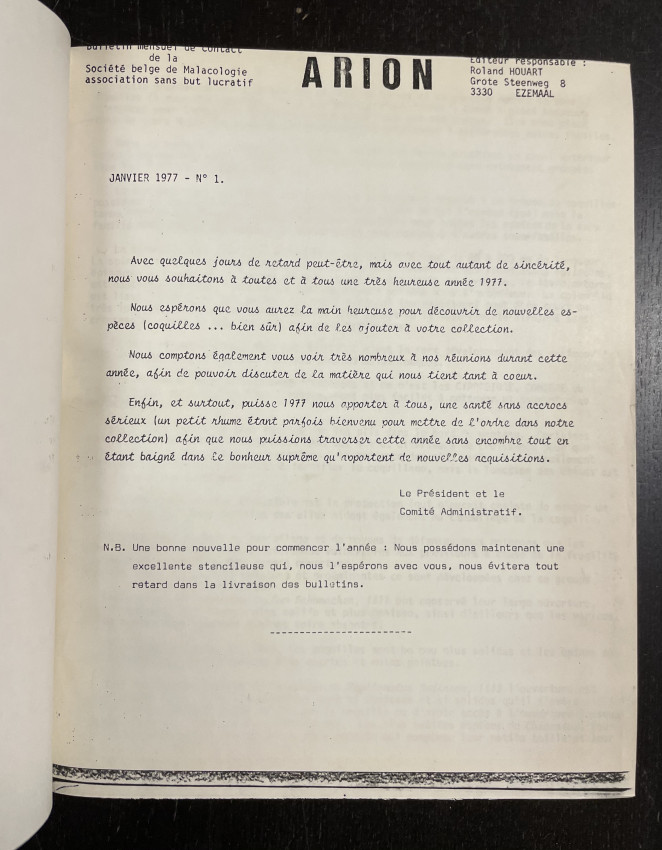 Bulletin mensuel de contact
de la
Société belge de Malacologie
association sans but lucratif
ARION
Editeur responsable :
Roland HOUART
Grote Steenweg 8
3330 EZEMAAL
JANVIER 1977 - N° 1.
Avec quelques jours de retard peut-être, mais avec tout autant de sincérité,
nous vous souhaitons à toutes et à tous une très heureuse année 1977.
Nous espérons que vous aurez la main heureuse pour découvrir de nouvelles es-
pèces (coquilles ... bien sûr) afin de les ajouter à votre collection.
Nous comptons également vous voir très nombreux à nos réunions durant cette
année, afin de pouvoir discuter de la matière qui nous tient tant à coeur.
Enfin, et surtout, puisse 1977 nous apporter à tous, une santé sans accrocs
sérieux (un petit rhume étant parfois bienvenu pour mettre de l'ordre dans notre
collection) afin que nous puissions traverser cette année sans encombre tout en
étant baigné dans le bonheur suprême qu'apportent de nouvelles acquisitions.
Le Président et le
Comité Administratif.
N.B. Une bonne nouvelle pour commencer l'année : Nous possédons maintenant une
excellente stencileuse qui, nous l'espérons avec vous, nous évitera tout
retard dans la livraison des bulletins.